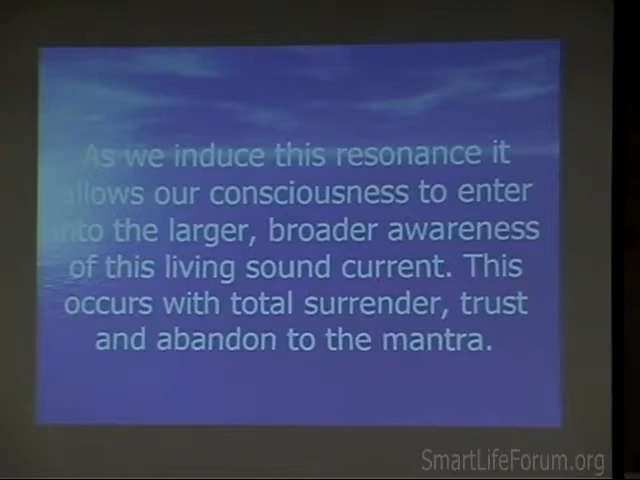 As we induce this resonance it
allows our consciousness to enter
into the larger, broader awareness
of this living sound current. This
occurs with total surrender, trust
and abandon to the mantra.
SmartLifeForum.org